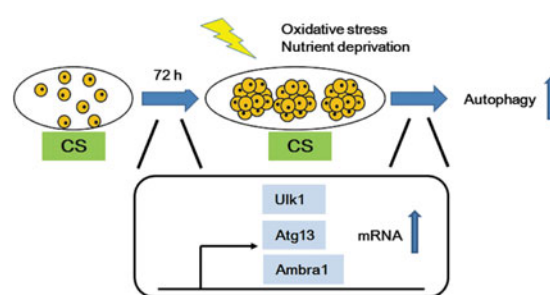 Oxidative stress
Nutrient deprivation
72 h
Autophagy
CS
CS
Ulk1
Atg13
mRNA
Ambra1